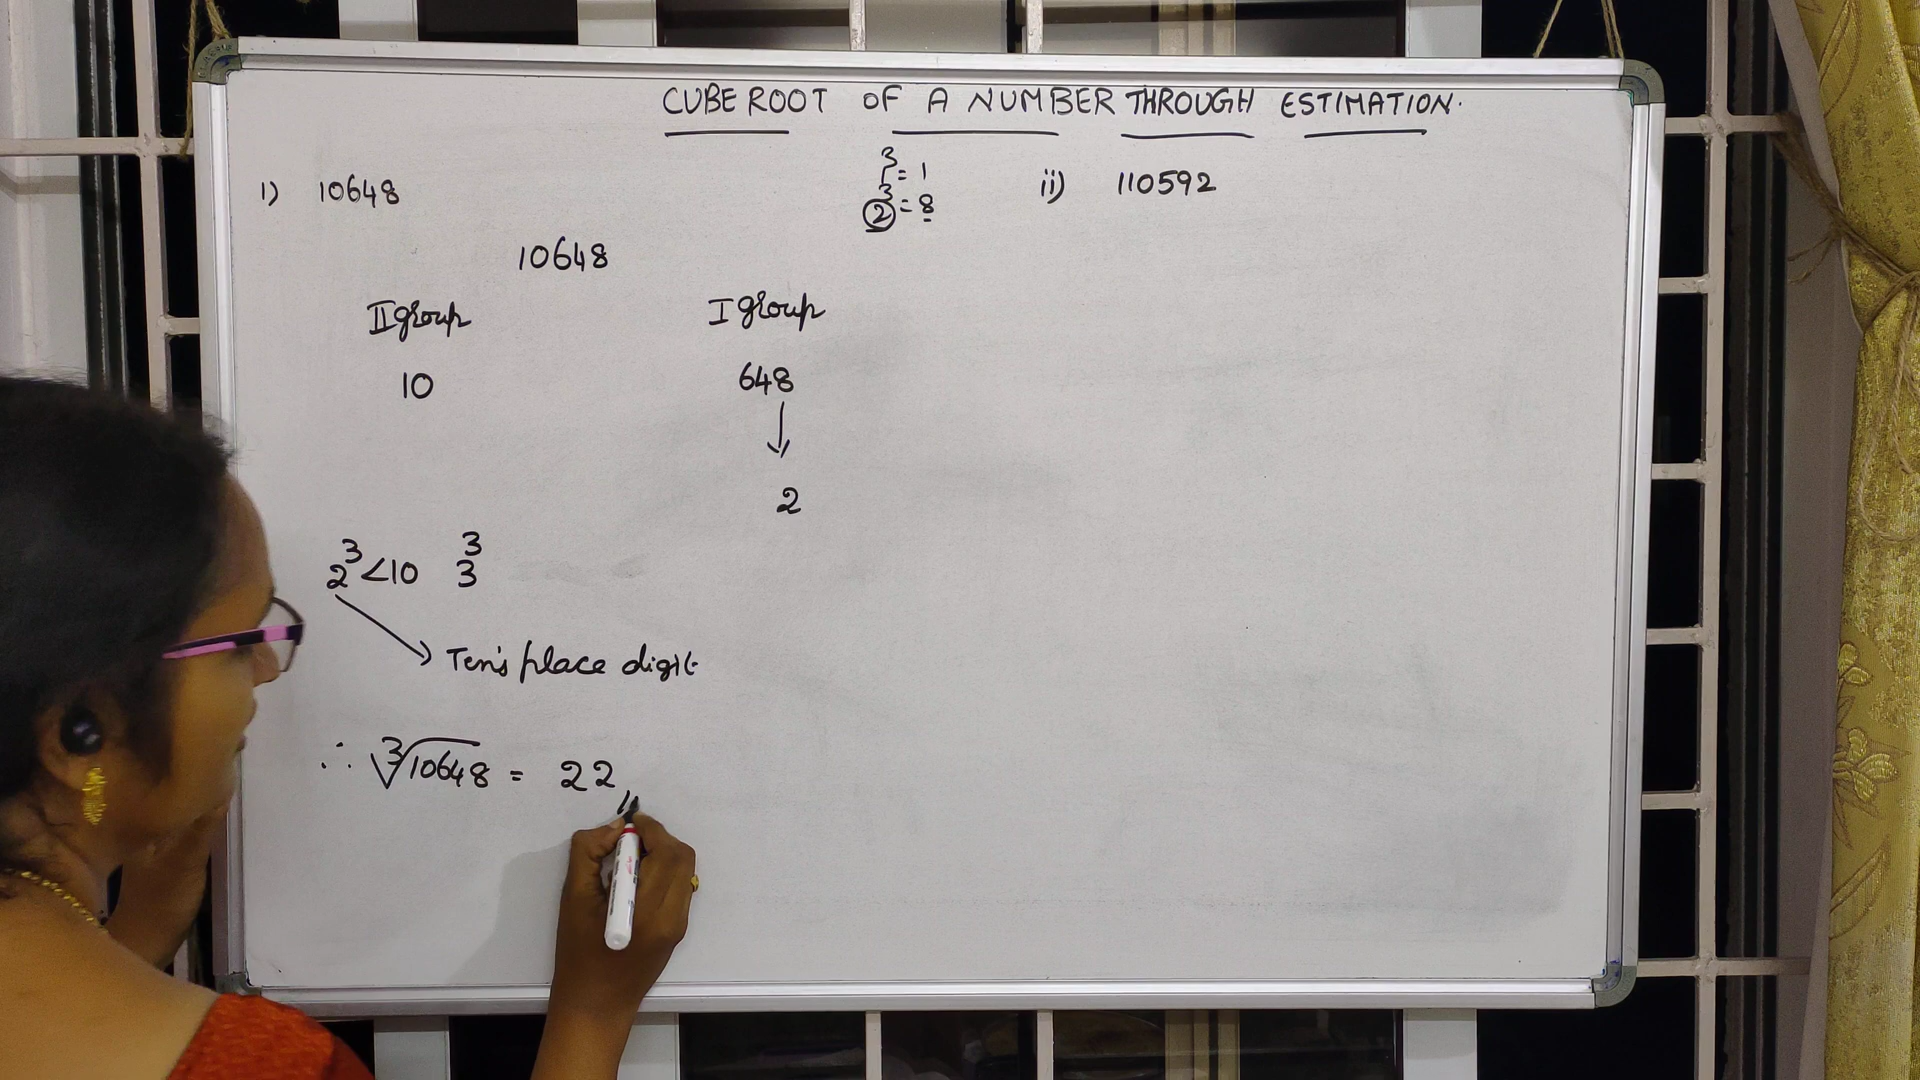 CUBE ROOT OF A NUMBER THROUGH ESTIMATION.
i) 10648
10648
II group I group
10 648
↓
2
2³<10 3³
→ Ten's place digit
∴ ∛10648 = 22
1³ = 1
2³ = 8
ii) 110592